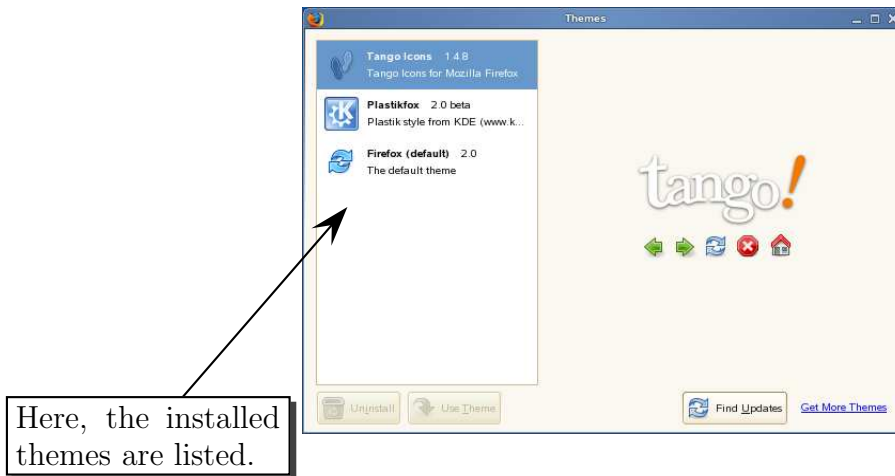 Themes
Tango Icons 1.4.8
Tango Icons for Mozilla Firefox
Plastikfox 2.0 beta
Plastik style from KDE (www.k...
Firefox (default) 2.0
The default theme
tango!
Uninstall
Use Theme
Find Updates
Get More Themes
Here, the installed
themes are listed.